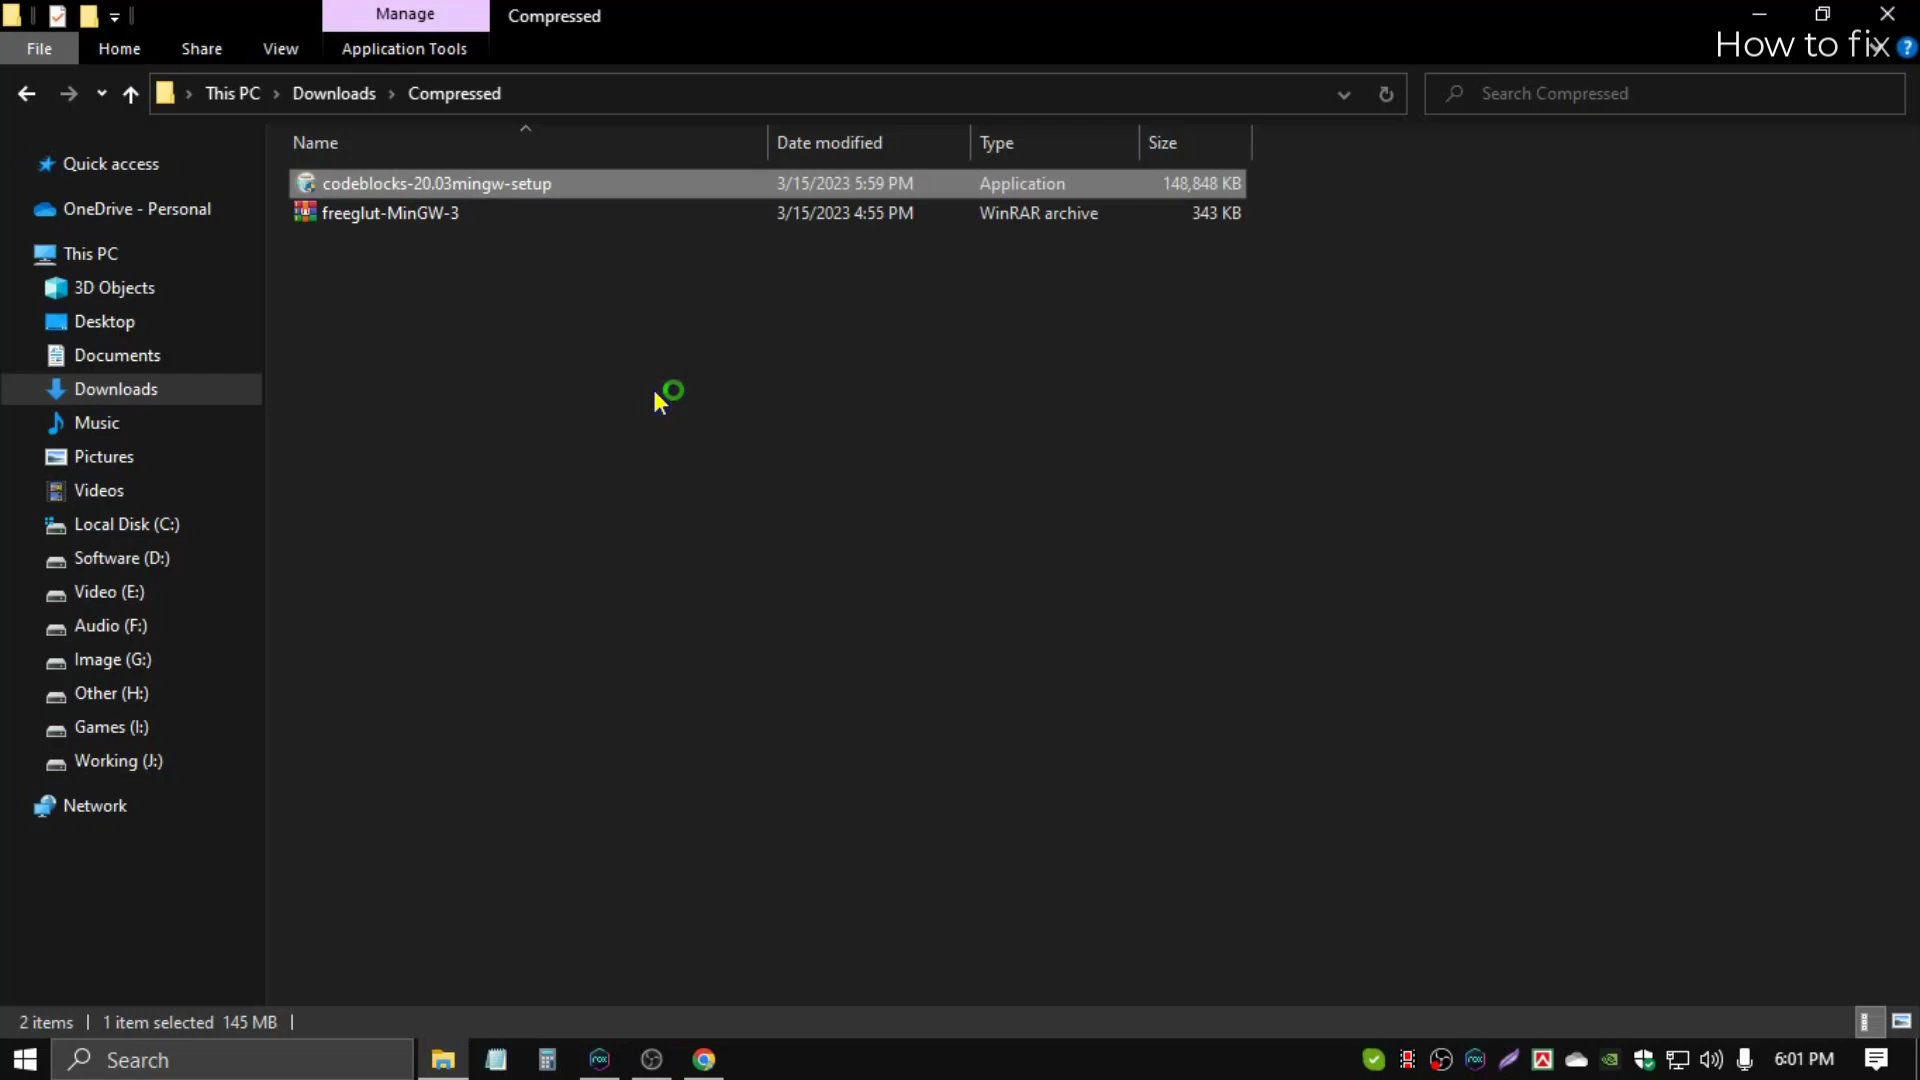 Manage
Compressed
File
Home
Share
View
Application Tools
How to fix
?
This PC
Downloads
Compressed
Search Compressed
Name
Date modified
Type
Size
codeblocks-20.03mingw-setup
3/15/2023 5:59 PM
Application
148,848 KB
freeglut-MinGW-3
3/15/2023 4:55 PM
WinRAR archive
343 KB
Quick access
OneDrive - Personal
This PC
3D Objects
Desktop
Documents
Downloads
Music
Pictures
Videos
Local Disk (C:)
Software (D:)
Video (E:)
Audio (F:)
Image (G:)
Other (H:)
Games (I:)
Working (J:)
Network
2 items
1 item selected 145 MB
Search
6:01 PM